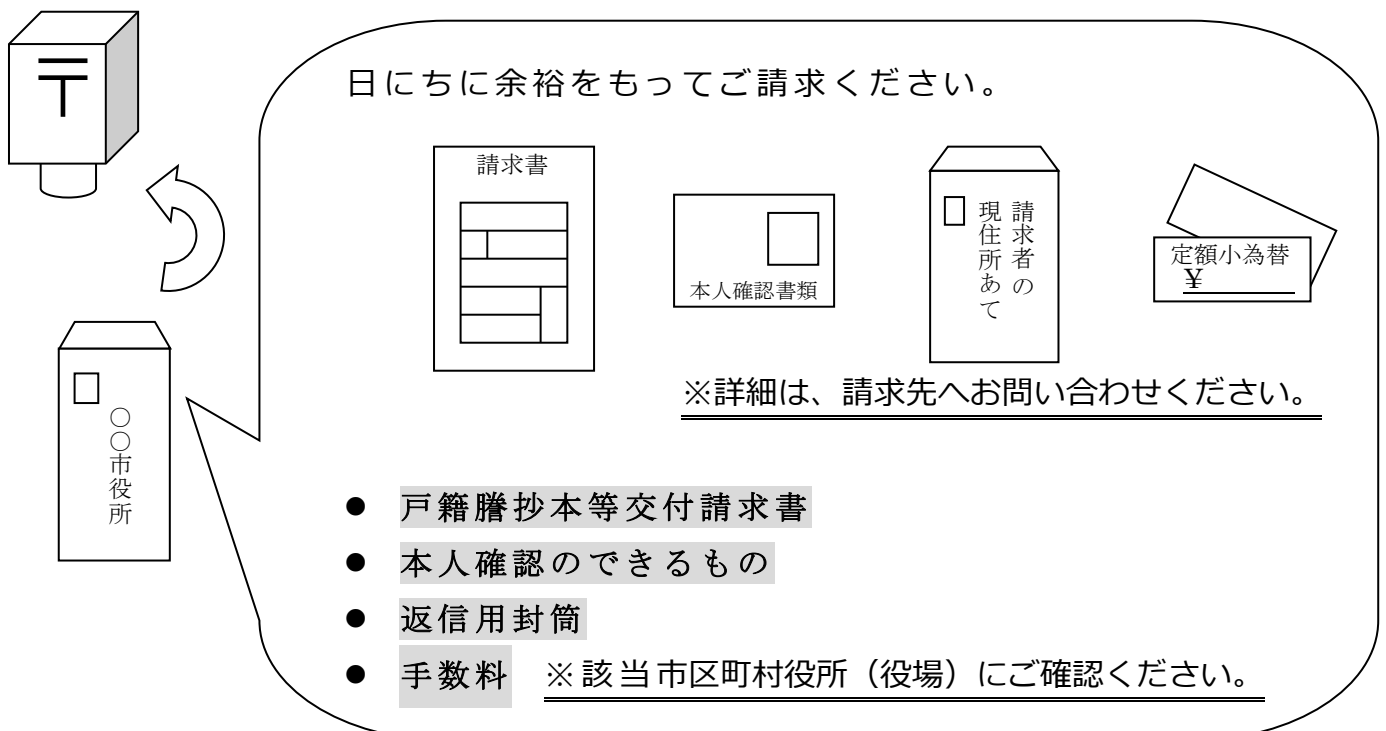 〒
日にちに余裕をもってご請求ください。
請求書
本人確認書類
請求者の
現住所あて
定額小為替
¥
※詳細は、請求先へお問い合わせください。
〇〇市役所
● 戸籍謄抄本等交付請求書
● 本人確認のできるもの
● 返信用封筒
● 手数料 ※該当市区町村役所（役場）にご確認ください。